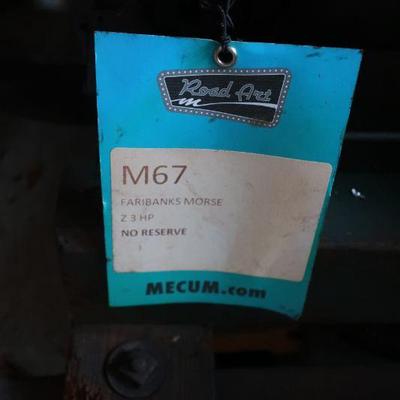 Road Art
M67
FARIBANKS MORSE
Z 3 HP
NO RESERVE
MECUM.com